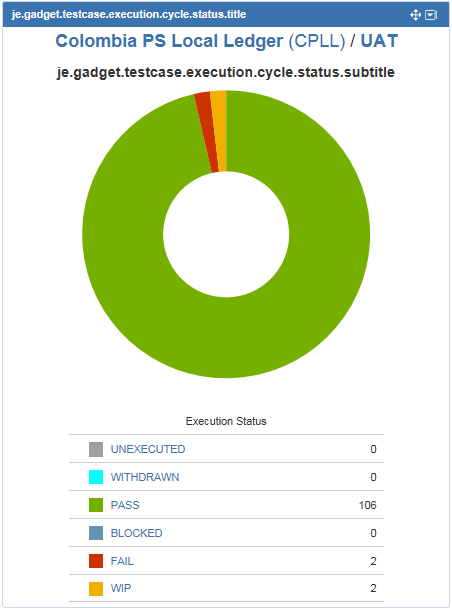 je.gadget.testcase.execution.cycle.status.title
Colombia PS Local Ledger (CPLL) / UAT
je.gadget.testcase.execution.cycle.status.subtitle
Execution Status
UNEXECUTED 0
WITHDRAWN 0
PASS 106
BLOCKED 0
FAIL 2
WIP 2